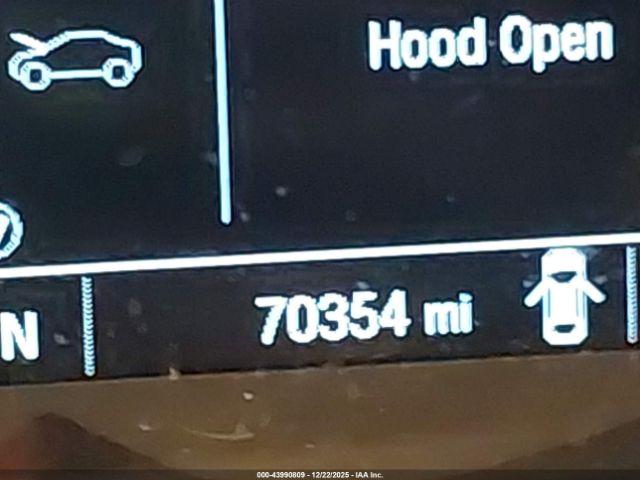 Hood Open
N
70354 mi
000-43990809 - 12/22/2025 - IAA Inc.